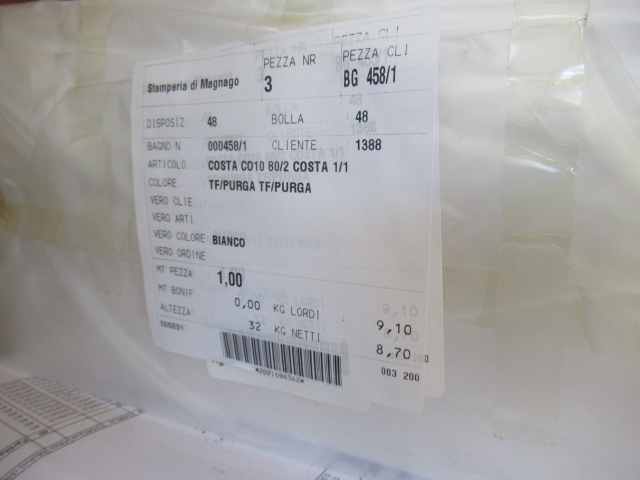 Stamperia di Magnago PEZZA NR 3 PEZZA CLI BG 458/1
DISPOSIZ 48 BOLLA 48
BAGNO N 000458/1 CLIENTE 1388
ARTICOLO COSTA CO10 80/2 COSTA 1/1
COLORE TF/PURGA TF/PURGA
VERO CLIE
VERO ARTI
VERO COLORE BIANCO
VERO ORDINE
MT PEZZA 1,00
MT BONIF 0,00 KG LORDI 9,10
ALTEZZA 32 KG NETTI 8,70
003 200